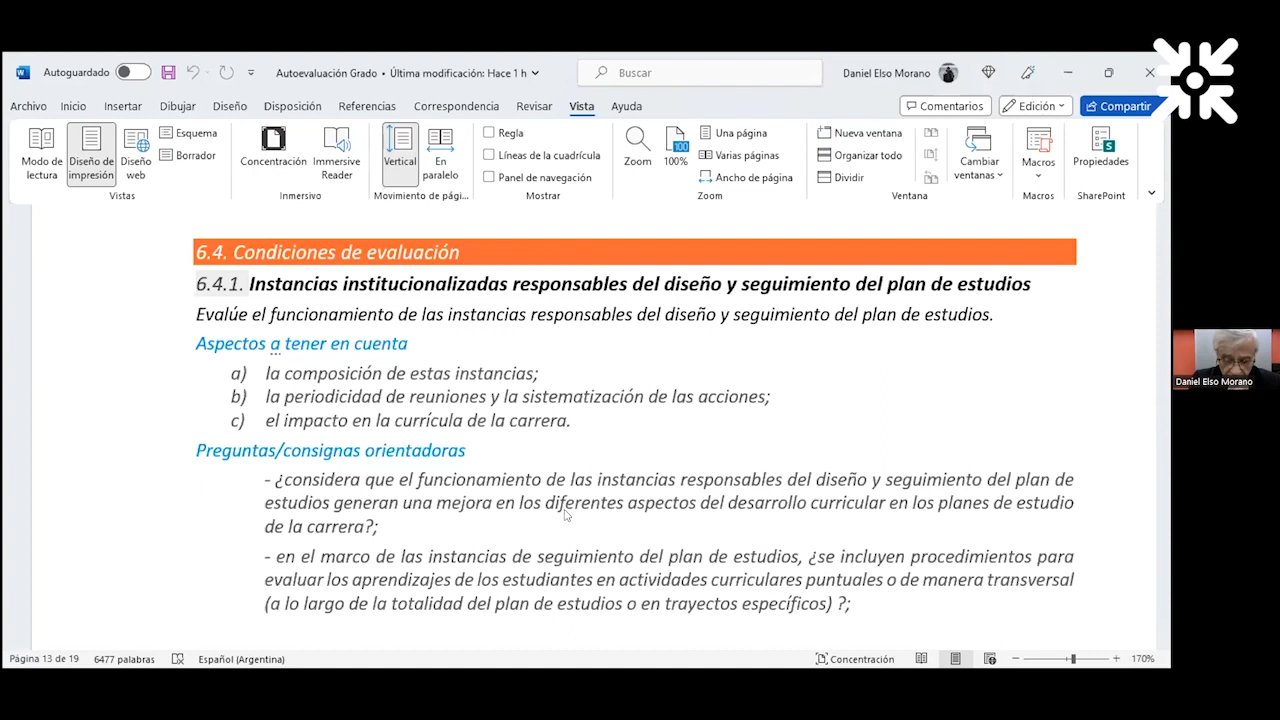 Autoguardado
Autoevaluación Grado • Última modificación: Hace 1 h
Buscar
Daniel Elso Morano
Archivo Inicio Insertar Dibujar Diseño Disposición Referencias Correspondencia Revisar Vista Ayuda
Comentarios Edición Compartir
Modo de lectura
Diseño de impresión
Diseño web
Esquema
Borrador
Vistas
Concentración
Immersive Reader
Inmersivo
Vertical
En paralelo
Movimiento de pági...
Regla
Líneas de la cuadrícula
Panel de navegación
Mostrar
Zoom
100
100%
Una página
Varias páginas
Ancho de página
Zoom
Nueva ventana
Organizar todo
Dividir
Cambiar ventanas
Ventana
Macros
Macros
Propiedades
SharePoint
6.4. Condiciones de evaluación
6.4.1. Instancias institucionalizadas responsables del diseño y seguimiento del plan de estudios
Evalúe el funcionamiento de las instancias responsables del diseño y seguimiento del plan de estudios.
Aspectos a tener en cuenta
a) la composición de estas instancias;
b) la periodicidad de reuniones y la sistematización de las acciones;
c) el impacto en la currícula de la carrera.
Preguntas/consignas orientadoras
- ¿considera que el funcionamiento de las instancias responsables del diseño y seguimiento del plan de
estudios generan una mejora en los diferentes aspectos del desarrollo curricular en los planes de estudio
de la carrera?;
- en el marco de las instancias de seguimiento del plan de estudios, ¿se incluyen procedimientos para
evaluar los aprendizajes de los estudiantes en actividades curriculares puntuales o de manera transversal
(a lo largo de la totalidad del plan de estudios o en trayectos específicos) ?;
Daniel Elso Morano
Página 13 de 19 6477 palabras Español (Argentina) Concentración 170%